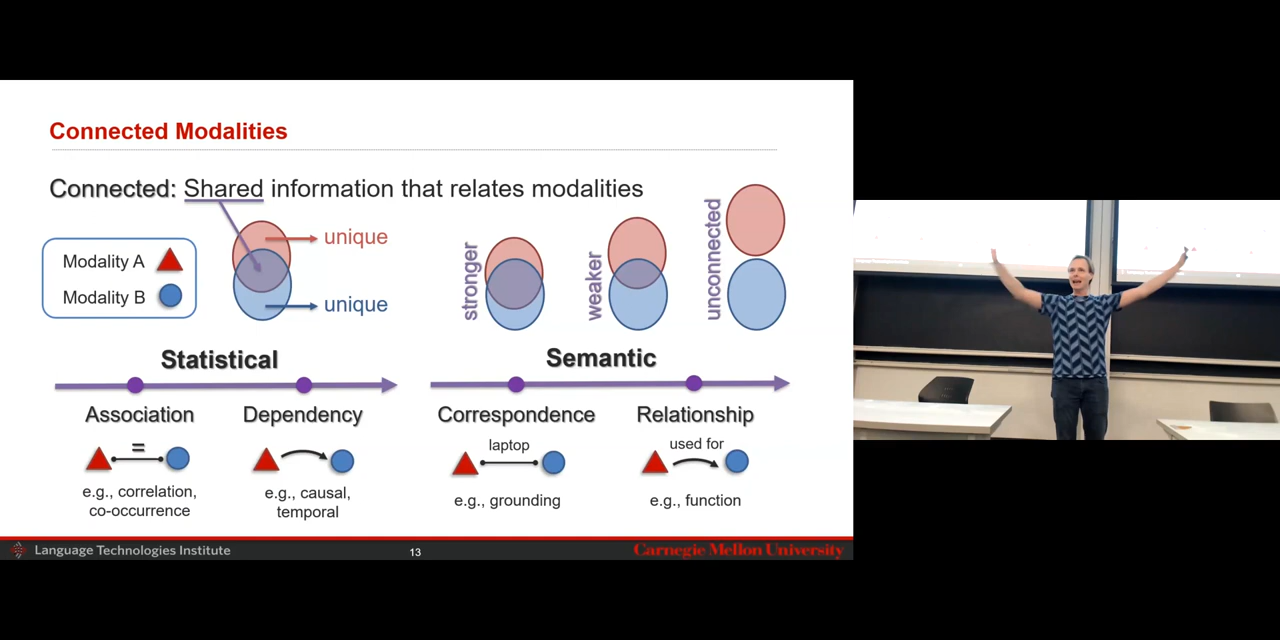 Connected Modalities
Connected: Shared information that relates modalities
Modality A
Modality B
unique
unique
stronger
weaker
unconnected
Statistical
Semantic
Association
Dependency
Correspondence
Relationship
=
laptop
used for
e.g., correlation,
co-occurrence
e.g., causal,
temporal
e.g., grounding
e.g., function
Language Technologies Institute
13
Carnegie Mellon University